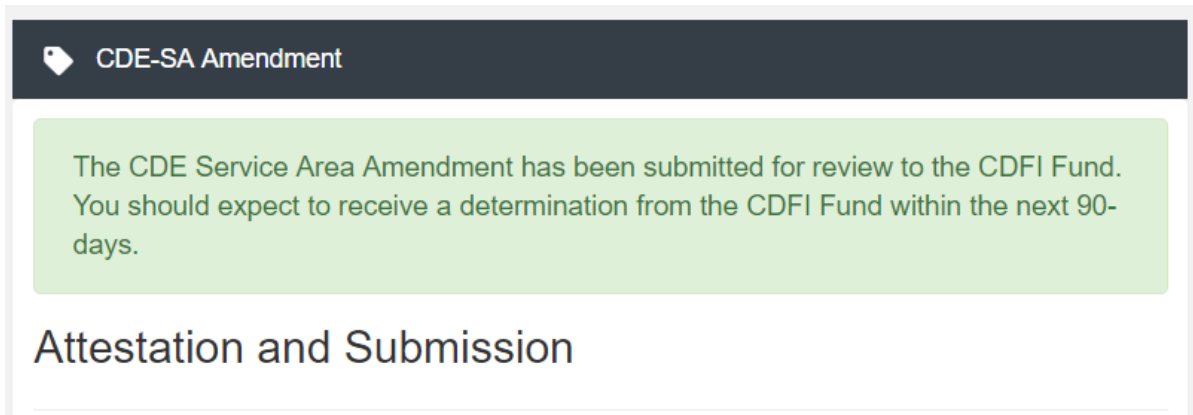 CDE-SA Amendment
The CDE Service Area Amendment has been submitted for review to the CDFI Fund.
You should expect to receive a determination from the CDFI Fund within the next 90-
days.
Attestation and Submission